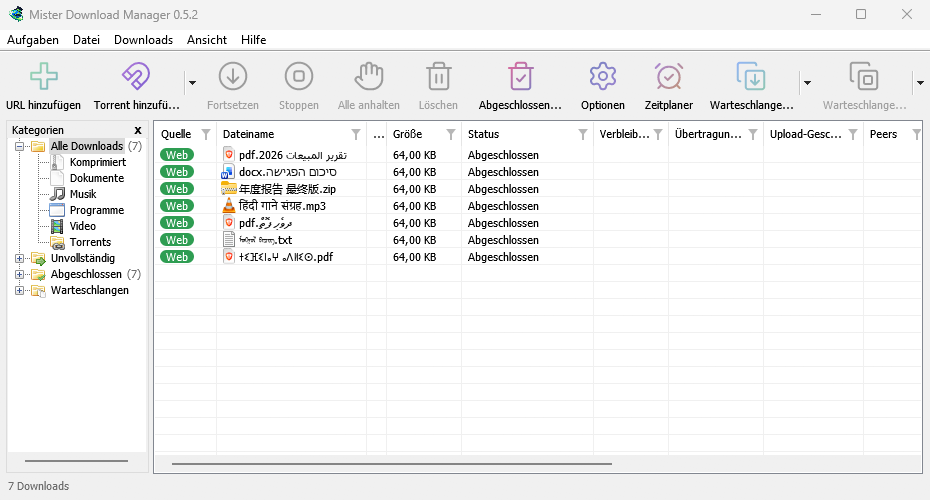 Mister Download Manager 0.5.2
Aufgaben Datei Downloads Ansicht Hilfe
URL hinzufügen Torrent hinzufü... Fortsetzen Stoppen Alle anhalten Löschen Abgeschlossen... Optionen Zeitplaner Warteschlange... Warteschlange...
Kategorien x
Alle Downloads (7)
Komprimiert
Dokumente
Musik
Programme
Video
Torrents
Unvollständig
Abgeschlossen (7)
Warteschlangen
Quelle Dateiname ... Größe Status Verbleib... Übertragun... Upload-Gesc... Peers
Web تقرير المبيعات 2026.pdf 64,00 KB Abgeschlossen
Web סיכום הפגישה.docx 64,00 KB Abgeschlossen
Web 年度报告 最终版.zip 64,00 KB Abgeschlossen
Web हिंदी गाने संग्रह.mp3 64,00 KB Abgeschlossen
Web .pdf 64,00 KB Abgeschlossen
Web .txt 64,00 KB Abgeschlossen
Web .pdf 64,00 KB Abgeschlossen
7 Downloads